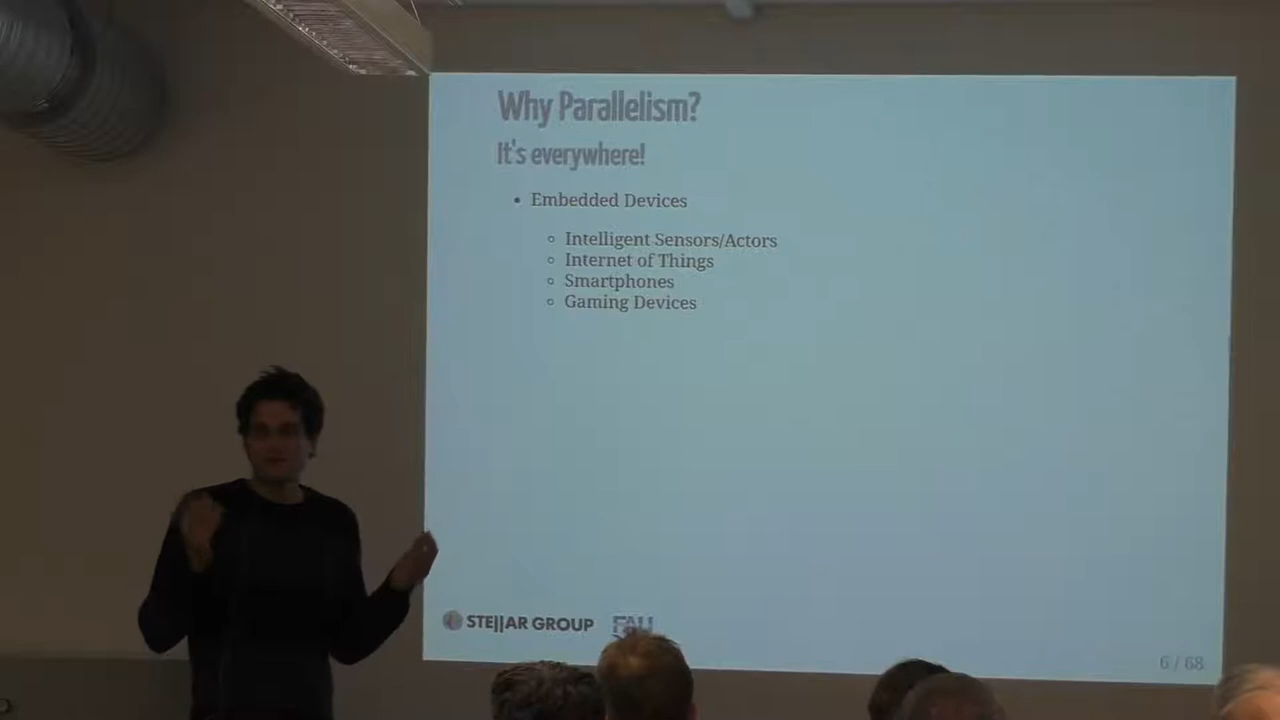 Why Parallelism?
It's everywhere!
• Embedded Devices
◦ Intelligent Sensors/Actors
◦ Internet of Things
◦ Smartphones
◦ Gaming Devices
STE||AR GROUP FAU
6 / 68